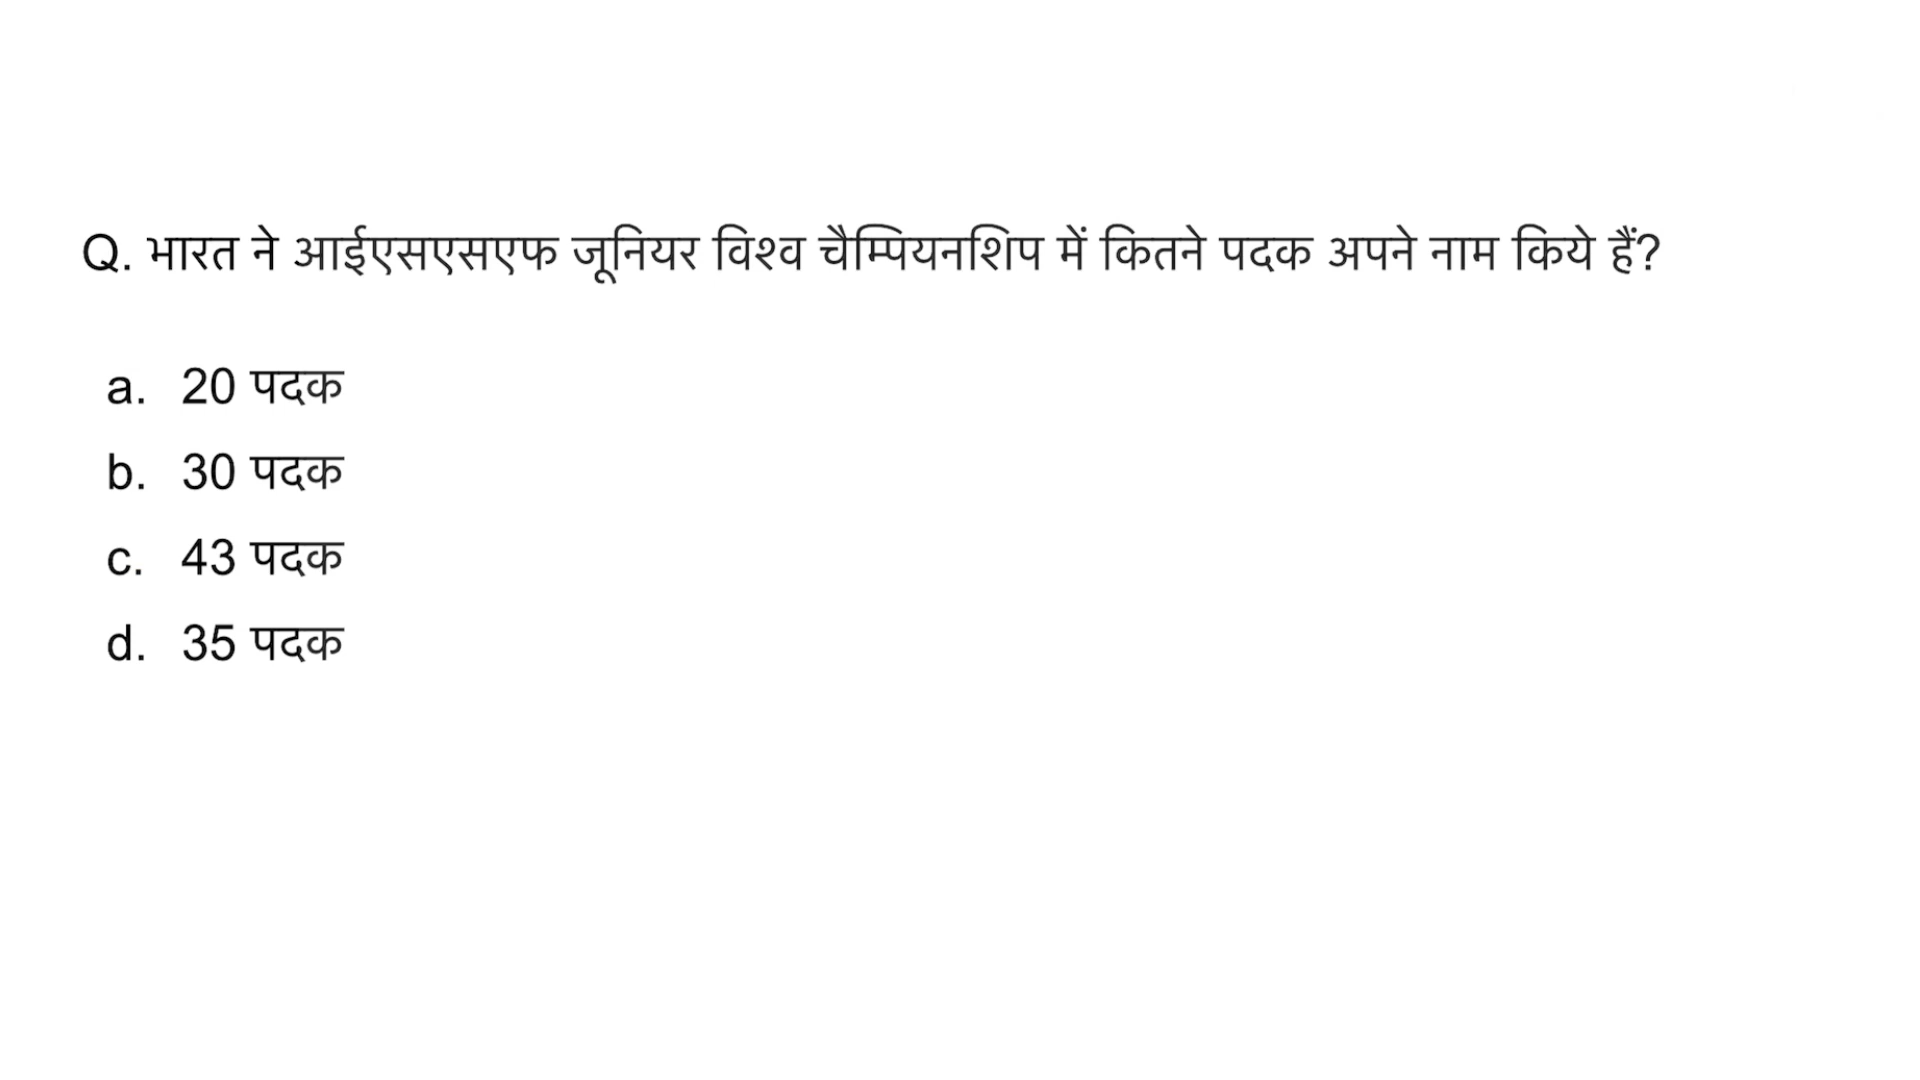 Q. भारत ने आईएसएसएफ जूनियर विश्व चैम्पियनशिप में कितने पदक अपने नाम किये हैं?
a. 20 पदक
b. 30 पदक
c. 43 पदक
d. 35 पदक